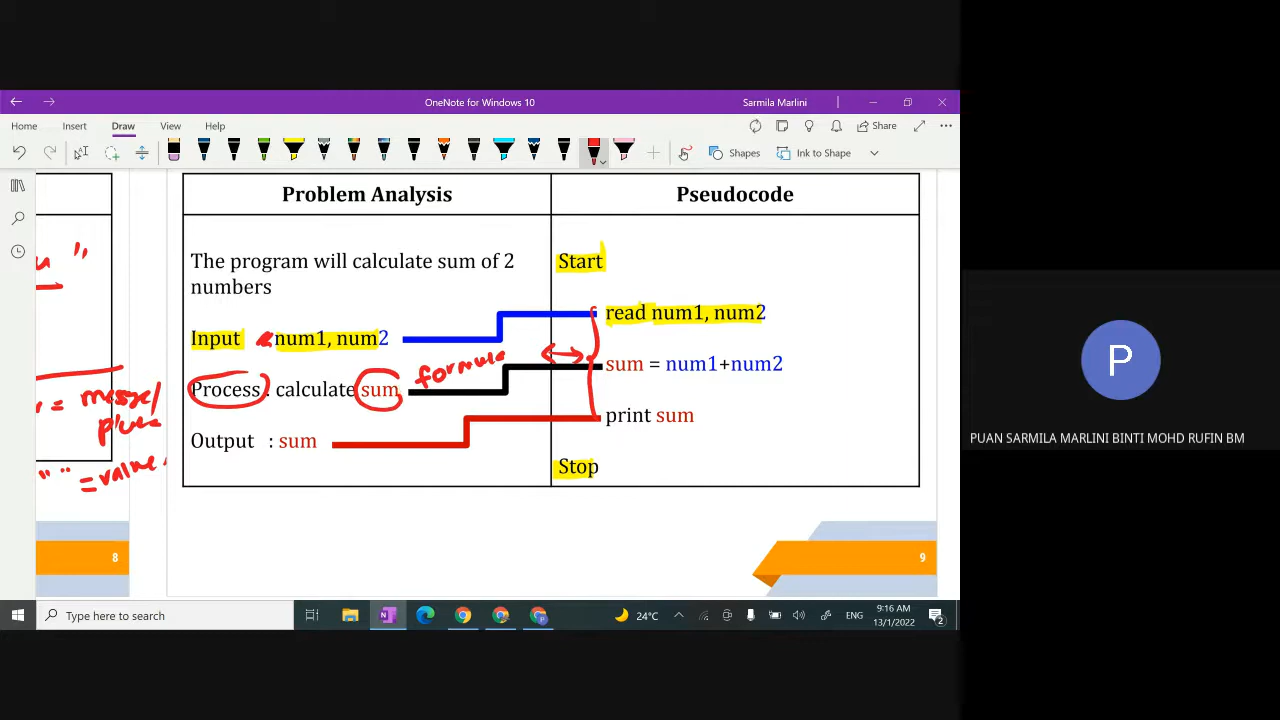 OneNote for Windows 10
Sarmila Marlini
Home Insert Draw View Help
Share
Shapes
Ink to Shape
Problem Analysis
Pseudocode
The program will calculate sum of 2
numbers
Start
read num1, num2
Input num1, num2
formula
sum = num1+num2
Process : calculate sum
print sum
Output : sum
Stop
"
= messge/
" " = value
8
9
Type here to search
24°C
ENG
9:16 AM
13/1/2022
2
P
PUAN SARMILA MARLINI BINTI MOHD RUFIN BM